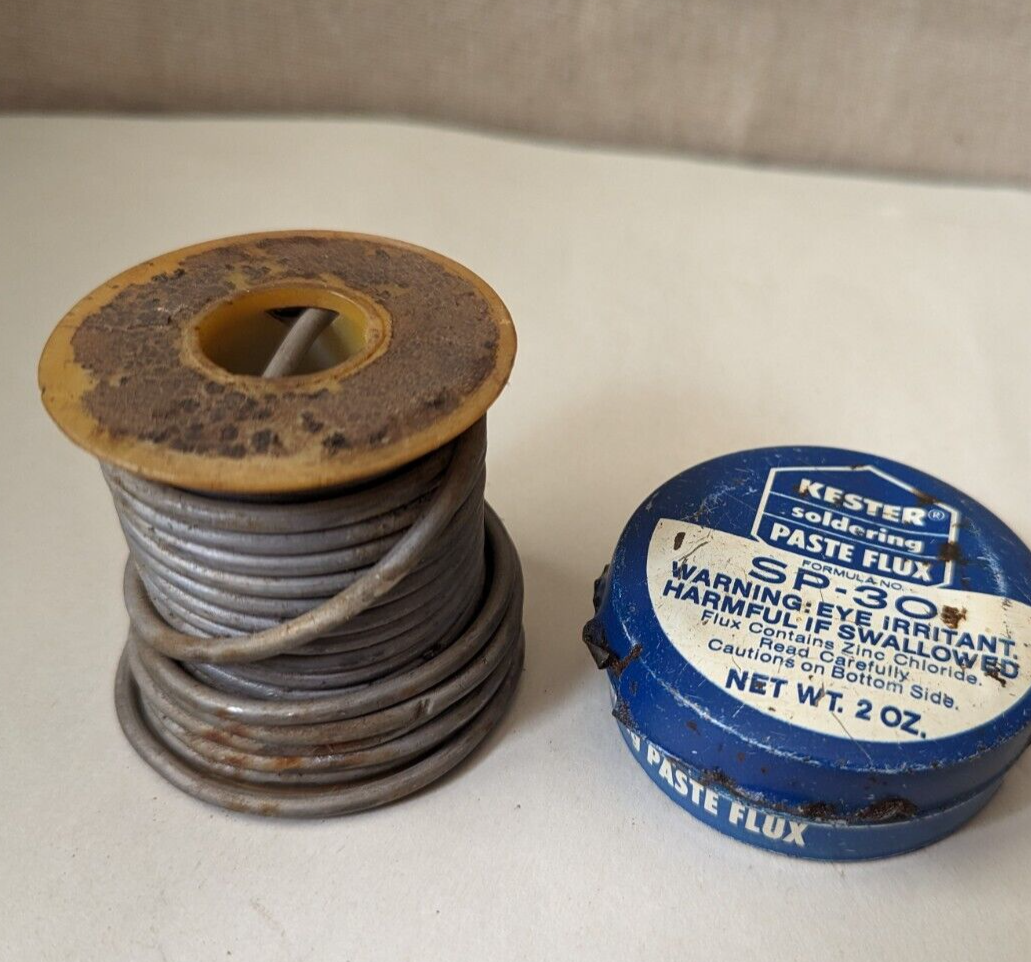 KESTER®
soldering
PASTE FLUX
FORMULA NO.
SP-30
WARNING: EYE IRRITANT.
HARMFUL IF SWALLOWED
Flux Contains Zinc Chloride.
Read Carefully
Cautions on Bottom Side.
NET WT. 2 OZ.
PASTE FLUX